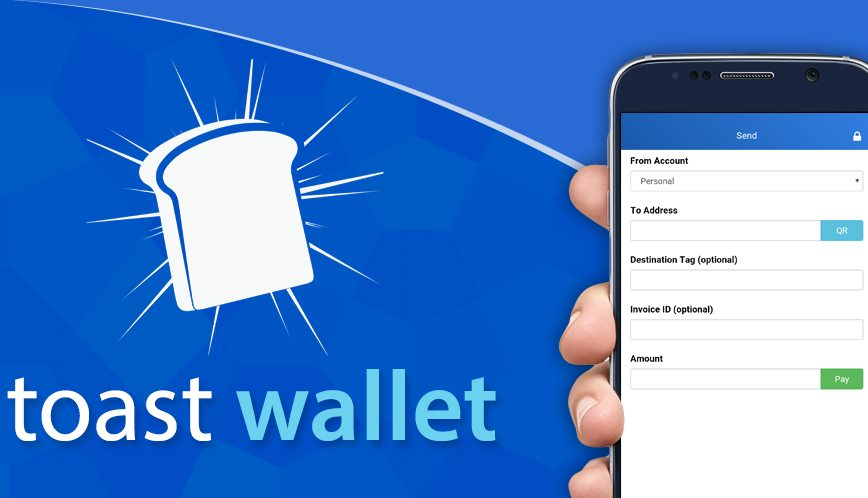 toast wallet
Send
From Account
Personal
To Address
QR
Destination Tag (optional)
Invoice ID (optional)
Amount
Pay